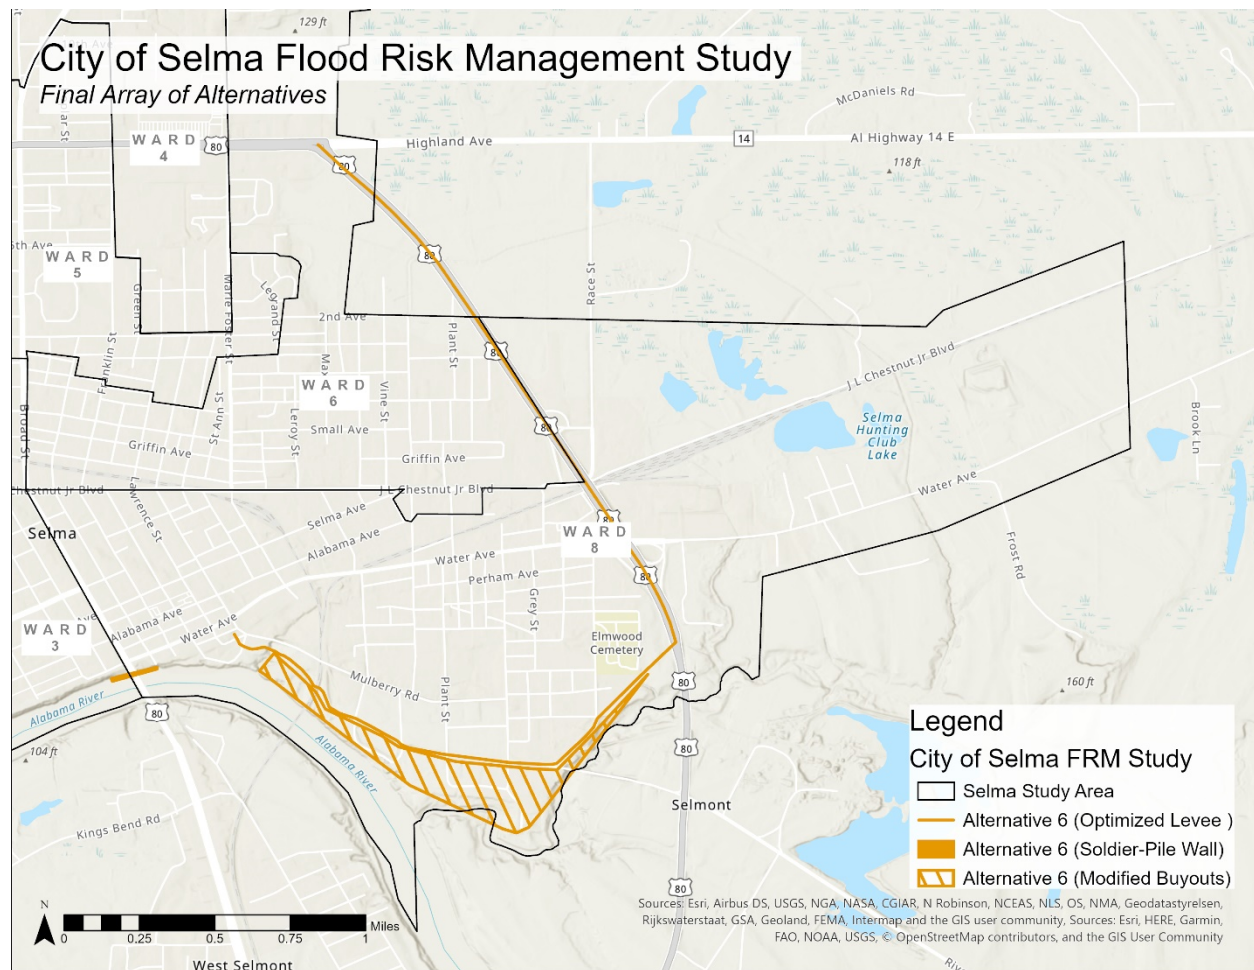 129 ft
City of Selma Flood Risk Management Study
Final Array of Alternatives
McDaniels Rd
WARD
4
80
Highland Ave
14
Al Highway 14 E
118 ft
80
WARD
5
80
Race St
Green St
Marie Foster St
2nd Ave
Plant St
80
Franklin St
J L Chestnut Jr Blvd
WARD
6
Vine St
St Ann St
Leroy St
Small Ave
80
Broad St
Griffin Ave
Griffin Ave
Selma
Hunting
Club
Lake
Brook Ln
J L Chestnut Jr Blvd
Water Ave
Lawrence St
Selma Ave
Selma
Alabama Ave
WARD
8
Water Ave
Frost Rd
Perham Ave
80
Grey St
Alabama Ave
Water Ave
WARD
3
Elmwood
Cemetery
Mulberry Rd
Plant St
80
160 ft
Alabama River
80
Alabama River
104 ft
80
Selmont
Kings Bend Rd
80
Legend
City of Selma FRM Study
Selma Study Area
Alternative 6 (Optimized Levee )
Alternative 6 (Soldier-Pile Wall)
Alternative 6 (Modified Buyouts)
N
0 0.25 0.5 0.75 1 Miles
West Selmont
Sources: Esri, Airbus DS, USGS, NGA, NASA, CGIAR, N Robinson, NCEAS, NLS, OS, NMA, Geodatastyrelsen,
Rijkswaterstaat, GSA, Geoland, FEMA, Intermap and the GIS user community, Sources: Esri, HERE, Garmin,
FAO, NOAA, USGS, © OpenStreetMap contributors, and the GIS User Community